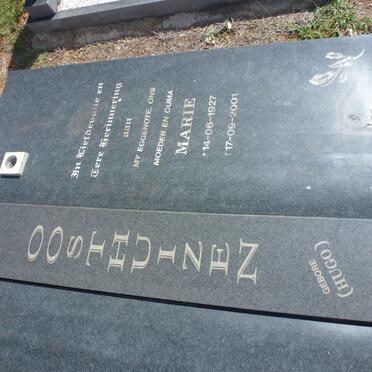 In Liefdevolle en
Tere Herinnering
aan
MY EGGENOTE, ONS
MOEDER EN OUMA
MARIE
*14-06-1927
†17-09-2001
OOSTHUIZEN
GEBORE
(HUGO)